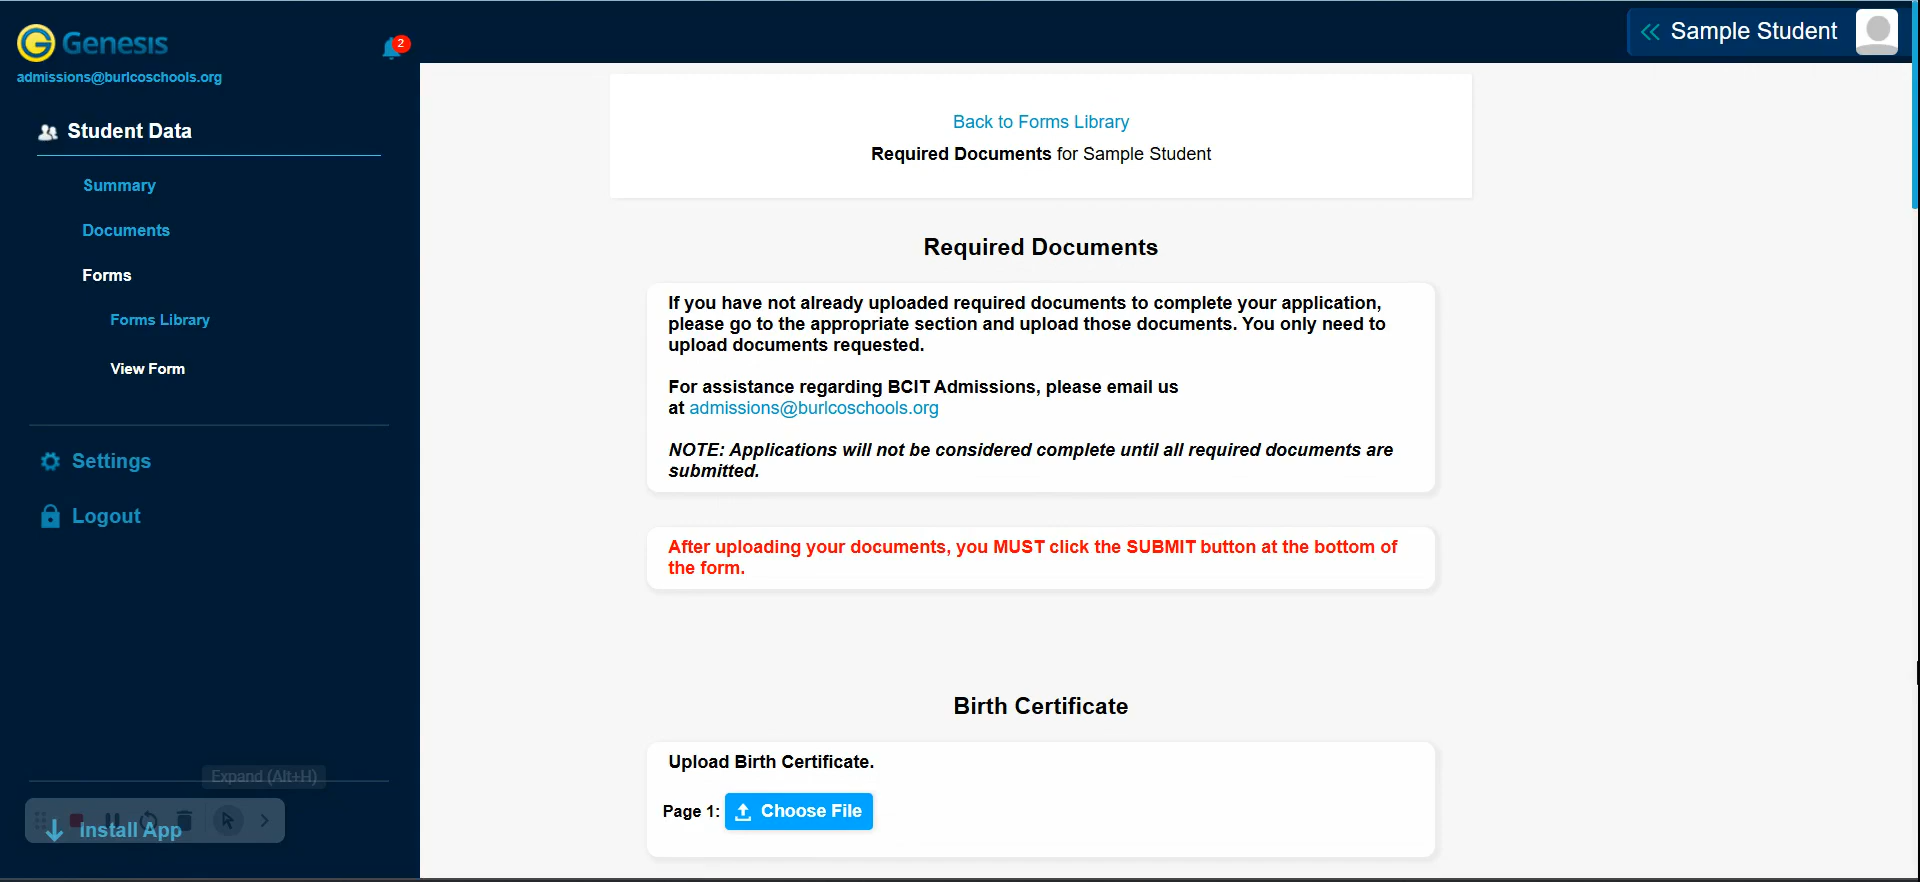 Genesis
2
admissions@burlcoschools.org
Sample Student
Student Data
Summary
Documents
Forms
Forms Library
View Form
Settings
Logout
Expand (Alt+H)
Install App
Back to Forms Library
Required Documents for Sample Student
Required Documents
If you have not already uploaded required documents to complete your application,
please go to the appropriate section and upload those documents. You only need to
upload documents requested.
For assistance regarding BCIT Admissions, please email us
at admissions@burlcoschools.org
NOTE: Applications will not be considered complete until all required documents are
submitted.
After uploading your documents, you MUST click the SUBMIT button at the bottom of
the form.
Birth Certificate
Upload Birth Certificate.
Page 1: Choose File